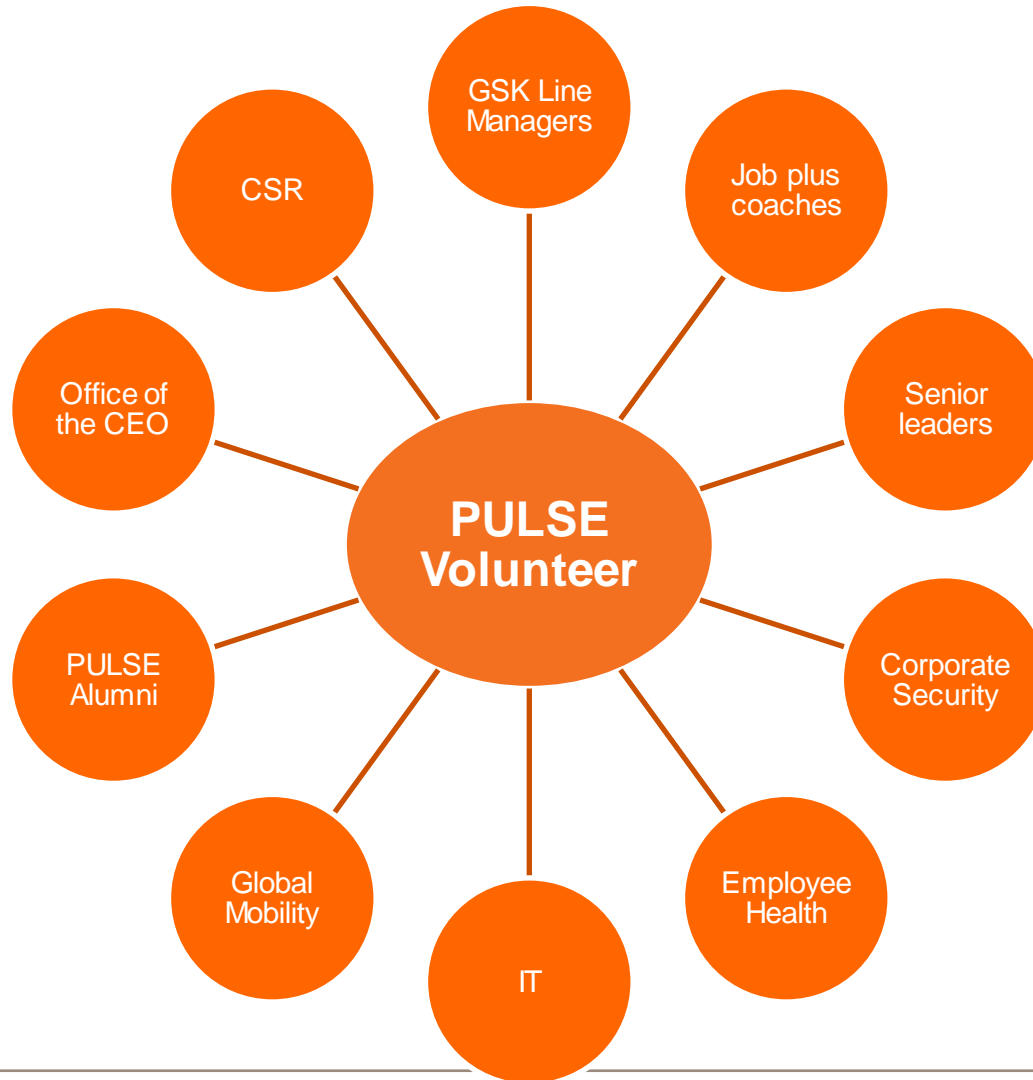 GSK Line
Managers
Job plus
coaches
Senior
leaders
Corporate
Security
Employee
Health
IT
Global
Mobility
PULSE
Alumni
Office of
the CEO
CSR
PULSE
Volunteer